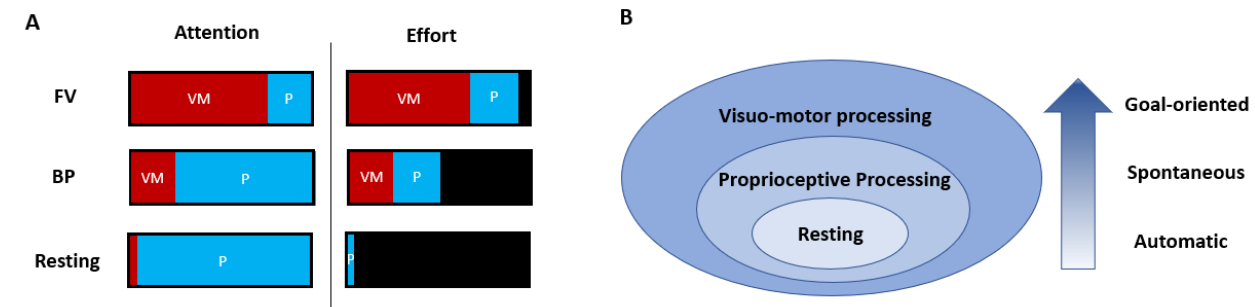 A
Attention
Effort
FV
VM
P
VM
P
BP
VM
P
VM
P
Resting
P
P
B
Visuo-motor processing
Proprioceptive Processing
Resting
Goal-oriented
Spontaneous
Automatic